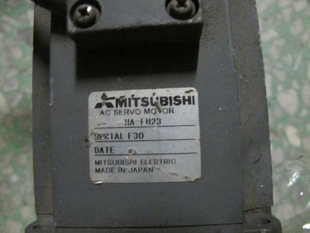 MITSUBISHI
AC SERVO MOTOR
HA-FH23
SERIAL F30
DATE
MITSUBISHI ELECTRIC
MADE IN JAPAN